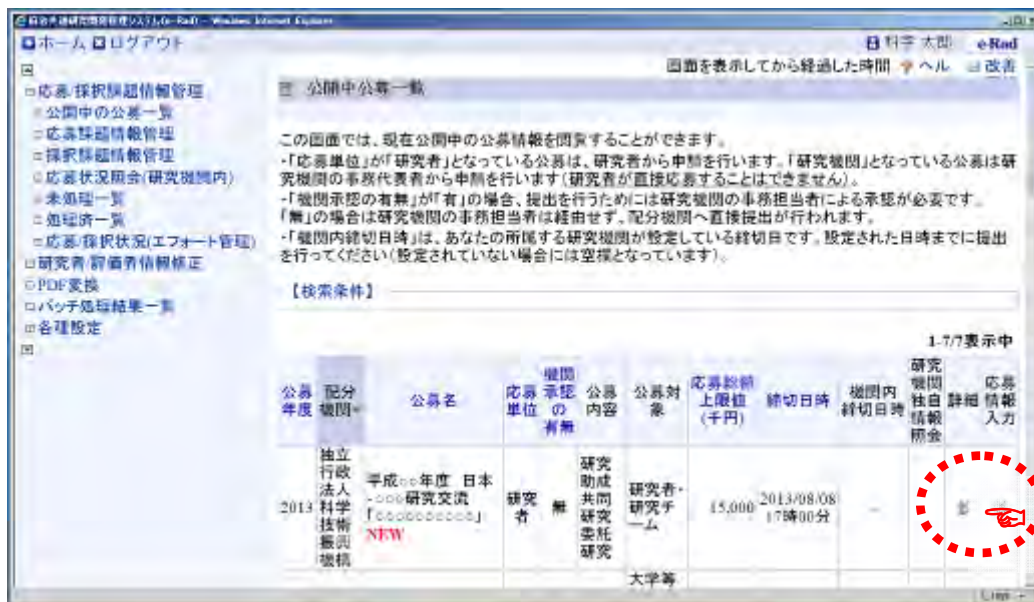 府省共通研究開発管理システム(e-Rad) - Windows Internet Explorer
ホーム ログアウト
科学 太郎 e-Rad
画面を表示してから経過した時間 ヘル 改善
応募/採択課題情報管理
公開中の公募一覧
応募課題情報管理
採択課題情報管理
応募状況照会(研究機関内)
未処理一覧
処理済一覧
応募/採択状況(エフォート管理)
研究者/評価者情報修正
PDF変換
バッチ処理結果一覧
各種設定
公開中公募一覧
この画面では、現在公開中の公募情報を閲覧することができます。
・「応募単位」が「研究者」となっている公募は、研究者から申請を行います。「研究機関」となっている公募は研
究機関の事務代表者から申請を行います(研究者が直接応募することはできません)。
・「機関承認の有無」が「有」の場合、提出を行うためには研究機関の事務担当者による承認が必要です。
「無」の場合は研究機関の事務担当者は経由せず、配分機関へ直接提出が行われます。
・「機関内締切日時」は、あなたの所属する研究機関が設定している締切日です。設定された日時までに提出
を行ってください(設定されていない場合には空欄となっています)。
【検索条件】
1-7/7表示中
公募
年度
配分
機関
公募名
応募
単位
機関
承認
の
有無
公募
内容
公募対
象
応募総額
上限値
(千円)
締切日時
機関内
締切日時
研究
機関
独自
情報
照会
詳細
応募
情報
入力
2013
独立
行政
法人
科学
技術
振興
機構
平成○○年度 日本
-○○○研究交流
「○○○○○○○○○○」
NEW
研究
者
無
研究
助成
共同
研究
委託
研究
研究者・
研究チ
ーム
15,000
2013/08/08
17時00分
-
大学等